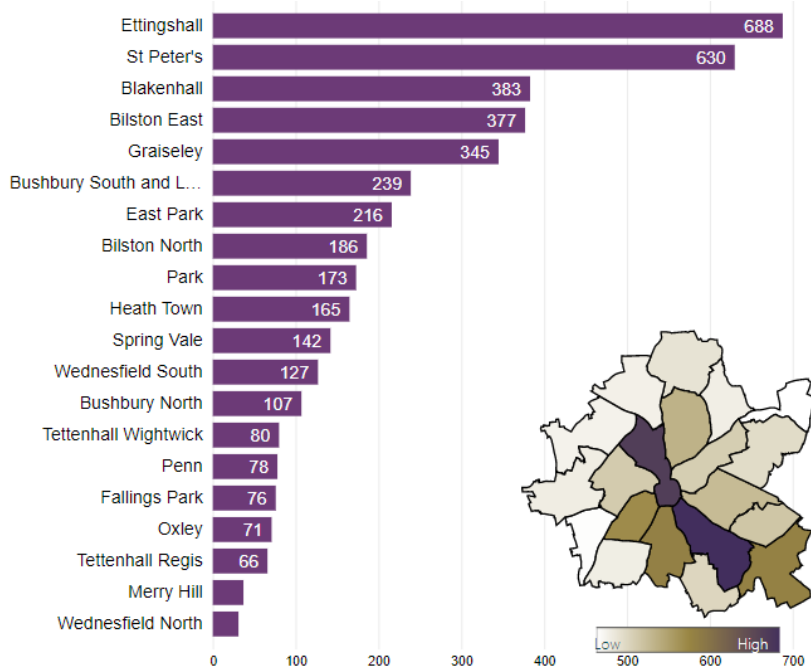 Ettingshall 688
St Peter's 630
Blakenhall 383
Bilston East 377
Graiseley 345
Bushbury South and L... 239
East Park 216
Bilston North 186
Park 173
Heath Town 165
Spring Vale 142
Wednesfield South 127
Bushbury North 107
Tettenhall Wightwick 80
Penn 78
Fallings Park 76
Oxley 71
Tettenhall Regis 66
Merry Hill
Wednesfield North
Low High
0 100 200 300 400 500 600 700